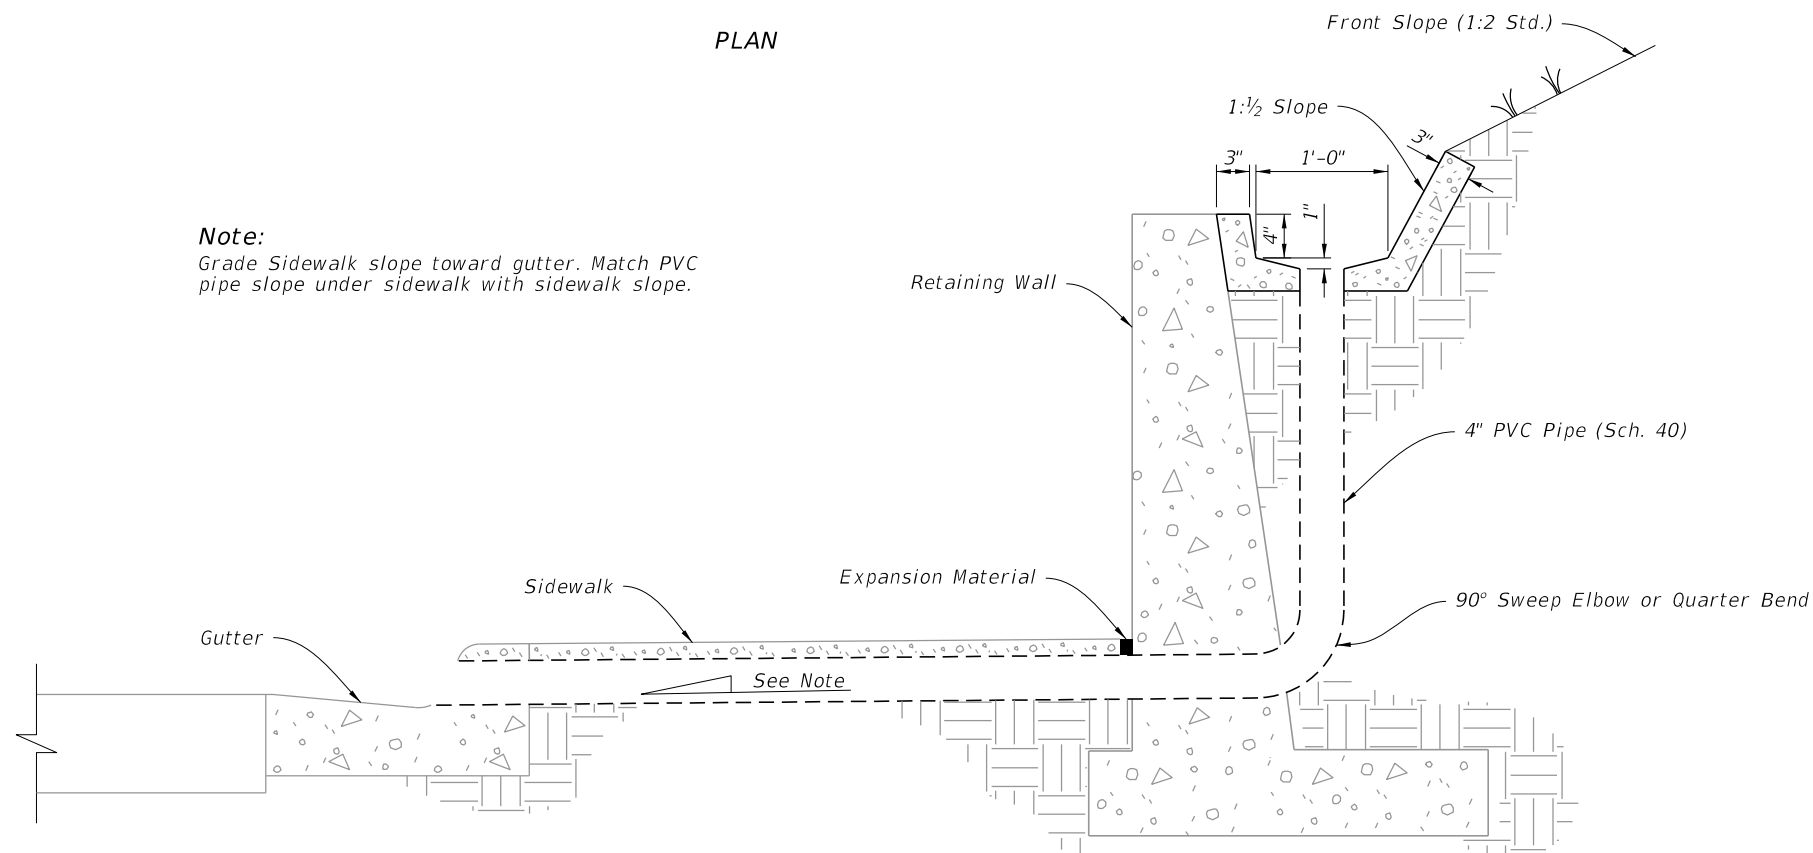 PLAN
Front Slope (1:2 Std.)
1:½ Slope
3"
3"
1'-0"
1"
4"
Note:
Grade Sidewalk slope toward gutter. Match PVC
pipe slope under sidewalk with sidewalk slope.
Retaining Wall
4" PVC Pipe (Sch. 40)
Expansion Material
Sidewalk
90° Sweep Elbow or Quarter Bend
Gutter
See Note